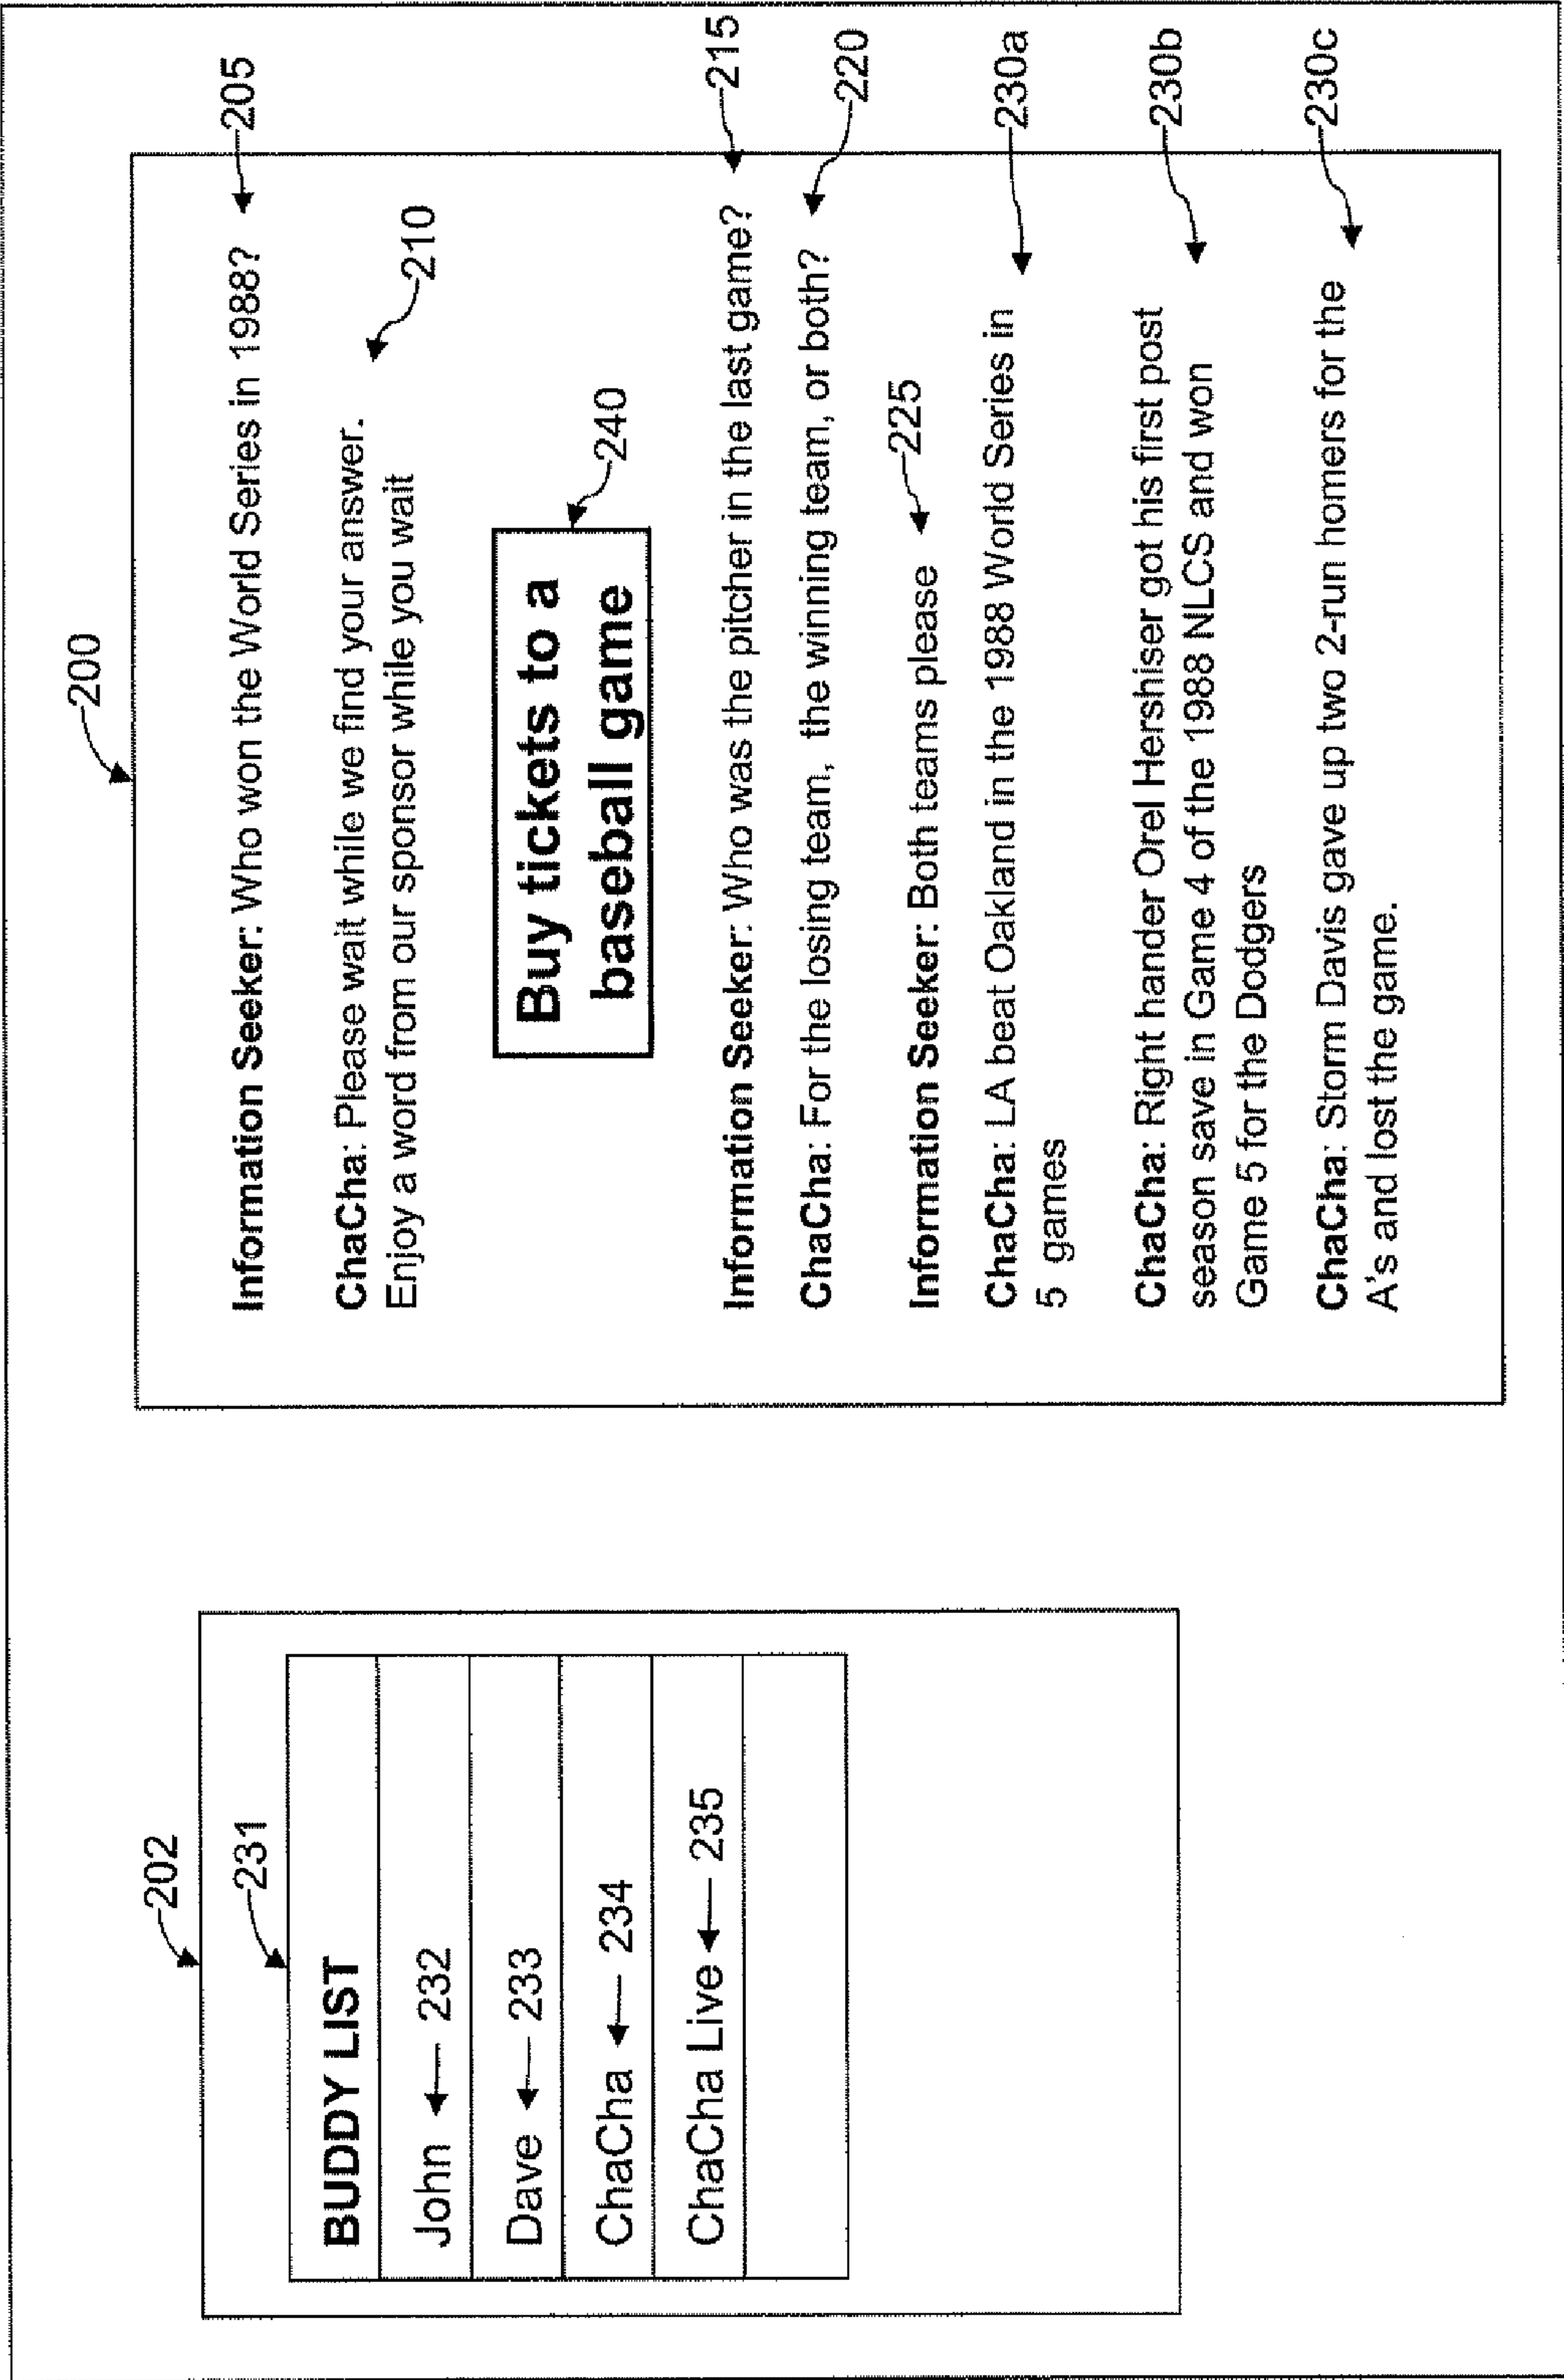 202
231
BUDDY LIST
John 232
Dave 233
ChaCha 234
ChaCha Live 235
200
Information Seeker: Who won the World Series in 1988? 205
ChaCha: Please wait while we find your answer.
Enjoy a word from our sponsor while you wait
210
Buy tickets to a
baseball game
240
Information Seeker: Who was the pitcher in the last game? 215
ChaCha: For the losing team, the winning team, or both? 220
Information Seeker: Both teams please 225
ChaCha: LA beat Oakland in the 1988 World Series in
5 games
230a
ChaCha: Right hander Orel Hershiser got his first post
season save in Game 4 of the 1988 NLCS and won
Game 5 for the Dodgers
230b
ChaCha: Storm Davis gave up two 2-run homers for the
A's and lost the game.
230c